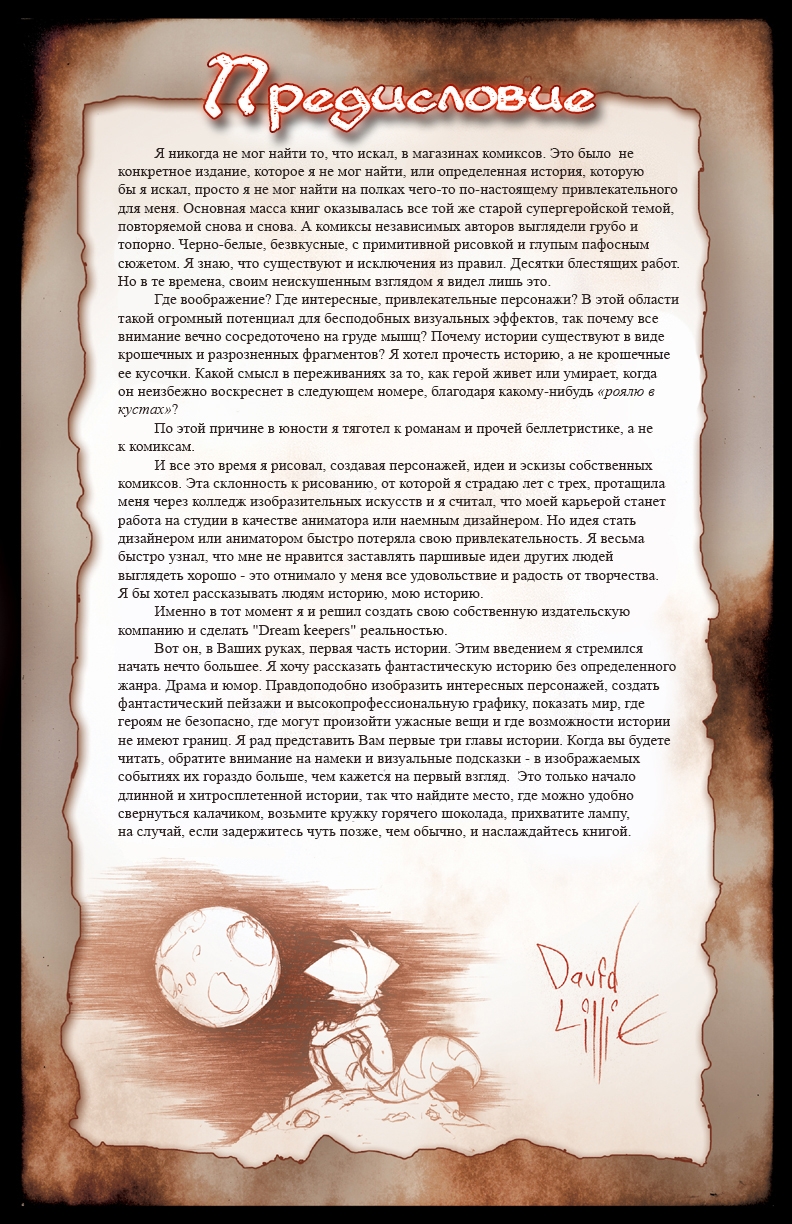 Предисловие
Я никогда не мог найти то, что искал, в магазинах комиксов. Это было не
конкретное издание, которое я не мог найти, или определенная история, которую
бы я искал, просто я не мог найти на полках чего-то по-настоящему привлекательного
для меня. Основная масса книг оказывалась все той же старой супергеройской темой,
повторяемой снова и снова. А комиксы независимых авторов выглядели грубо и
топорно. Черно-белые, безвкусные, с примитивной рисовкой и глупым пафосным
сюжетом. Я знаю, что существуют и исключения из правил. Десятки блестящих работ.
Но в те времена, своим неискушенным взглядом я видел лишь это.
Где воображение? Где интересные, привлекательные персонажи? В этой области
такой огромный потенциал для бесподобных визуальных эффектов, так почему все
внимание вечно сосредоточено на груде мышц? Почему истории существуют в виде
крошечных и разрозненных фрагментов? Я хотел прочесть историю, а не крошечные
ее кусочки. Какой смысл в переживаниях за то, как герой живет или умирает, когда
он неизбежно воскреснет в следующем номере, благодаря какому-нибудь «роялю в
кустах»?
По этой причине в юности я тяготел к романам и прочей беллетристике, а не
к комиксам.
И все это время я рисовал, создавая персонажей, идеи и эскизы собственных
комиксов. Эта склонность к рисованию, от которой я страдаю лет с трех, протащила
меня через колледж изобразительных искусств и я считал, что моей карьерой станет
работа на студии в качестве аниматора или наемным дизайнером. Но идея стать
дизайнером или аниматором быстро потеряла свою привлекательность. Я весьма
быстро узнал, что мне не нравится заставлять паршивые идеи других людей
выглядеть хорошо - это отнимало у меня все удовольствие и радость от творчества.
Я бы хотел рассказывать людям историю, мою историю.
Именно в тот момент я и решил создать свою собственную издательскую
компанию и сделать "Dream keepers" реальностью.
Вот он, в Ваших руках, первая часть истории. Этим введением я стремился
начать нечто большее. Я хочу рассказать фантастическую историю без определенного
жанра. Драма и юмор. Правдоподобно изобразить интересных персонажей, создать
фантастический пейзажи и высокопрофессиональную графику, показать мир, где
героям не безопасно, где могут произойти ужасные вещи и где возможности истории
не имеют границ. Я рад представить Вам первые три главы истории. Когда вы будете
читать, обратите внимание на намеки и визуальные подсказки - в изображаемых
событиях их гораздо больше, чем кажется на первый взгляд. Это только начало
длинной и хитросплетенной истории, так что найдите место, где можно удобно
свернуться калачиком, возьмите кружку горячего шоколада, прихватите лампу,
на случай, если задержитесь чуть позже, чем обычно, и наслаждайтесь книгой.
David
Lillie